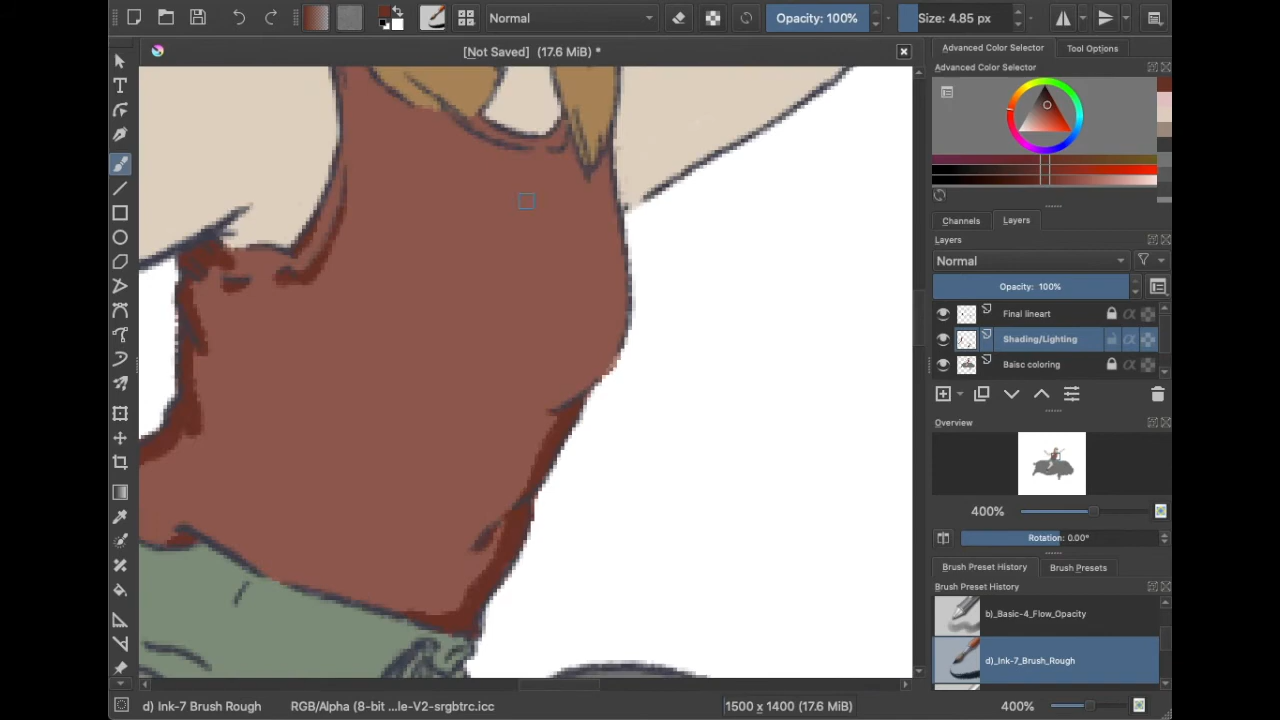 Normal
Opacity: 100%
Size: 4.85 px
[Not Saved] (17.6 MiB) *
Advanced Color Selector
Tool Options
Advanced Color Selector
Channels
Layers
Layers
Normal
Opacity: 100%
Final lineart
Shading/Lighting
Baisc coloring
Overview
400%
Rotation: 0.00°
Brush Preset History
Brush Presets
Brush Preset History
b)_Basic-4_Flow_Opacity
d)_Ink-7_Brush_Rough
d) Ink-7 Brush Rough
RGB/Alpha (8-bit ...le-V2-srgbtrc.icc
1500 x 1400 (17.6 MiB)
400%